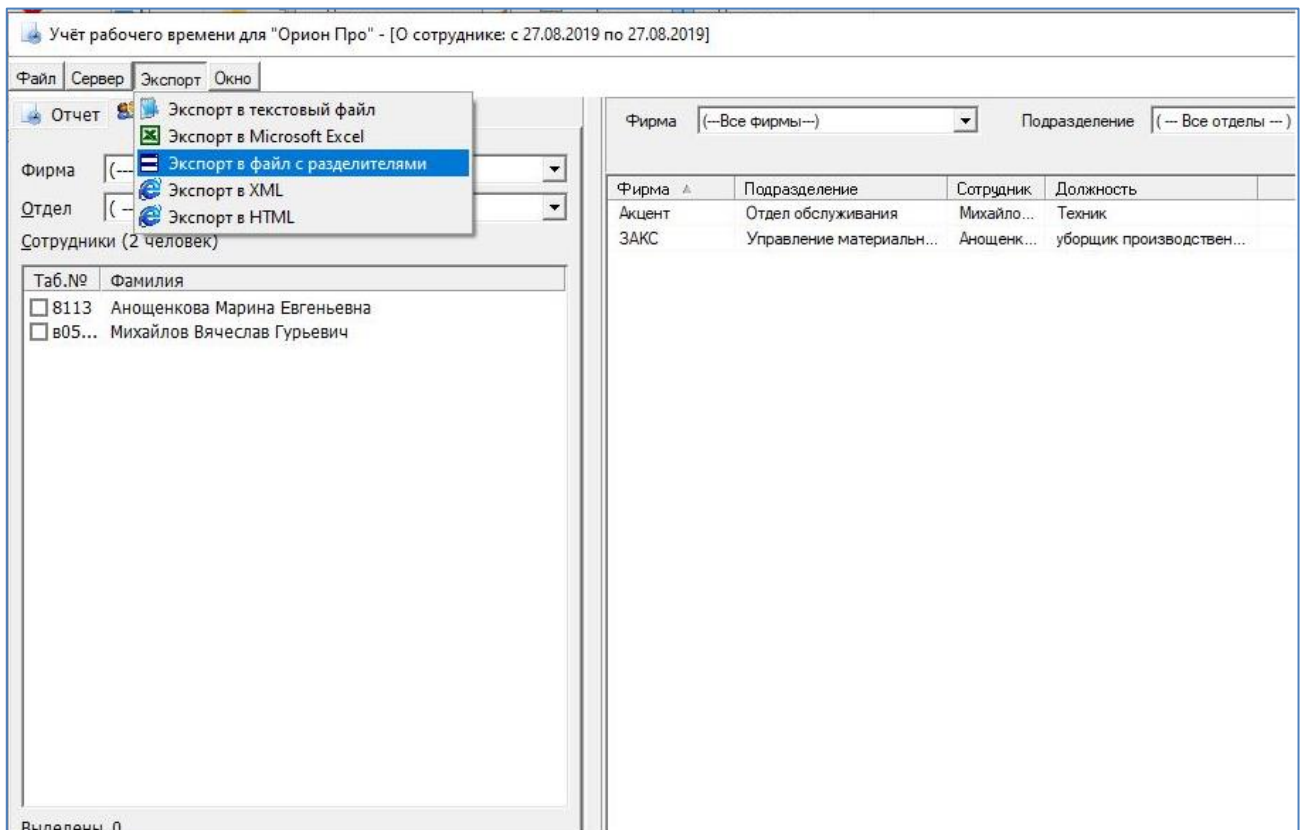 Учёт рабочего времени для "Орион Про" - [О сотруднике: с 27.08.2019 по 27.08.2019]
Файл Сервер Экспорт Окно
Отчет
Экспорт в текстовый файл
Экспорт в Microsoft Excel
Экспорт в файл с разделителями
Экспорт в XML
Экспорт в HTML
Фирма (---
Отдел ( --
Сотрудники (2 человек)
Таб.№ Фамилия
8113 Анощенкова Марина Евгеньевна
в05... Михайлов Вячеслав Гурьевич
Выделены 0
Фирма (---Все фирмы---) Подразделение ( --- Все отделы --- )
Фирма Подразделение Сотрудник Должность
Акцент Отдел обслуживания Михайло... Техник
ЗАКС Управление материальн... Анощенк... уборщик производствен...